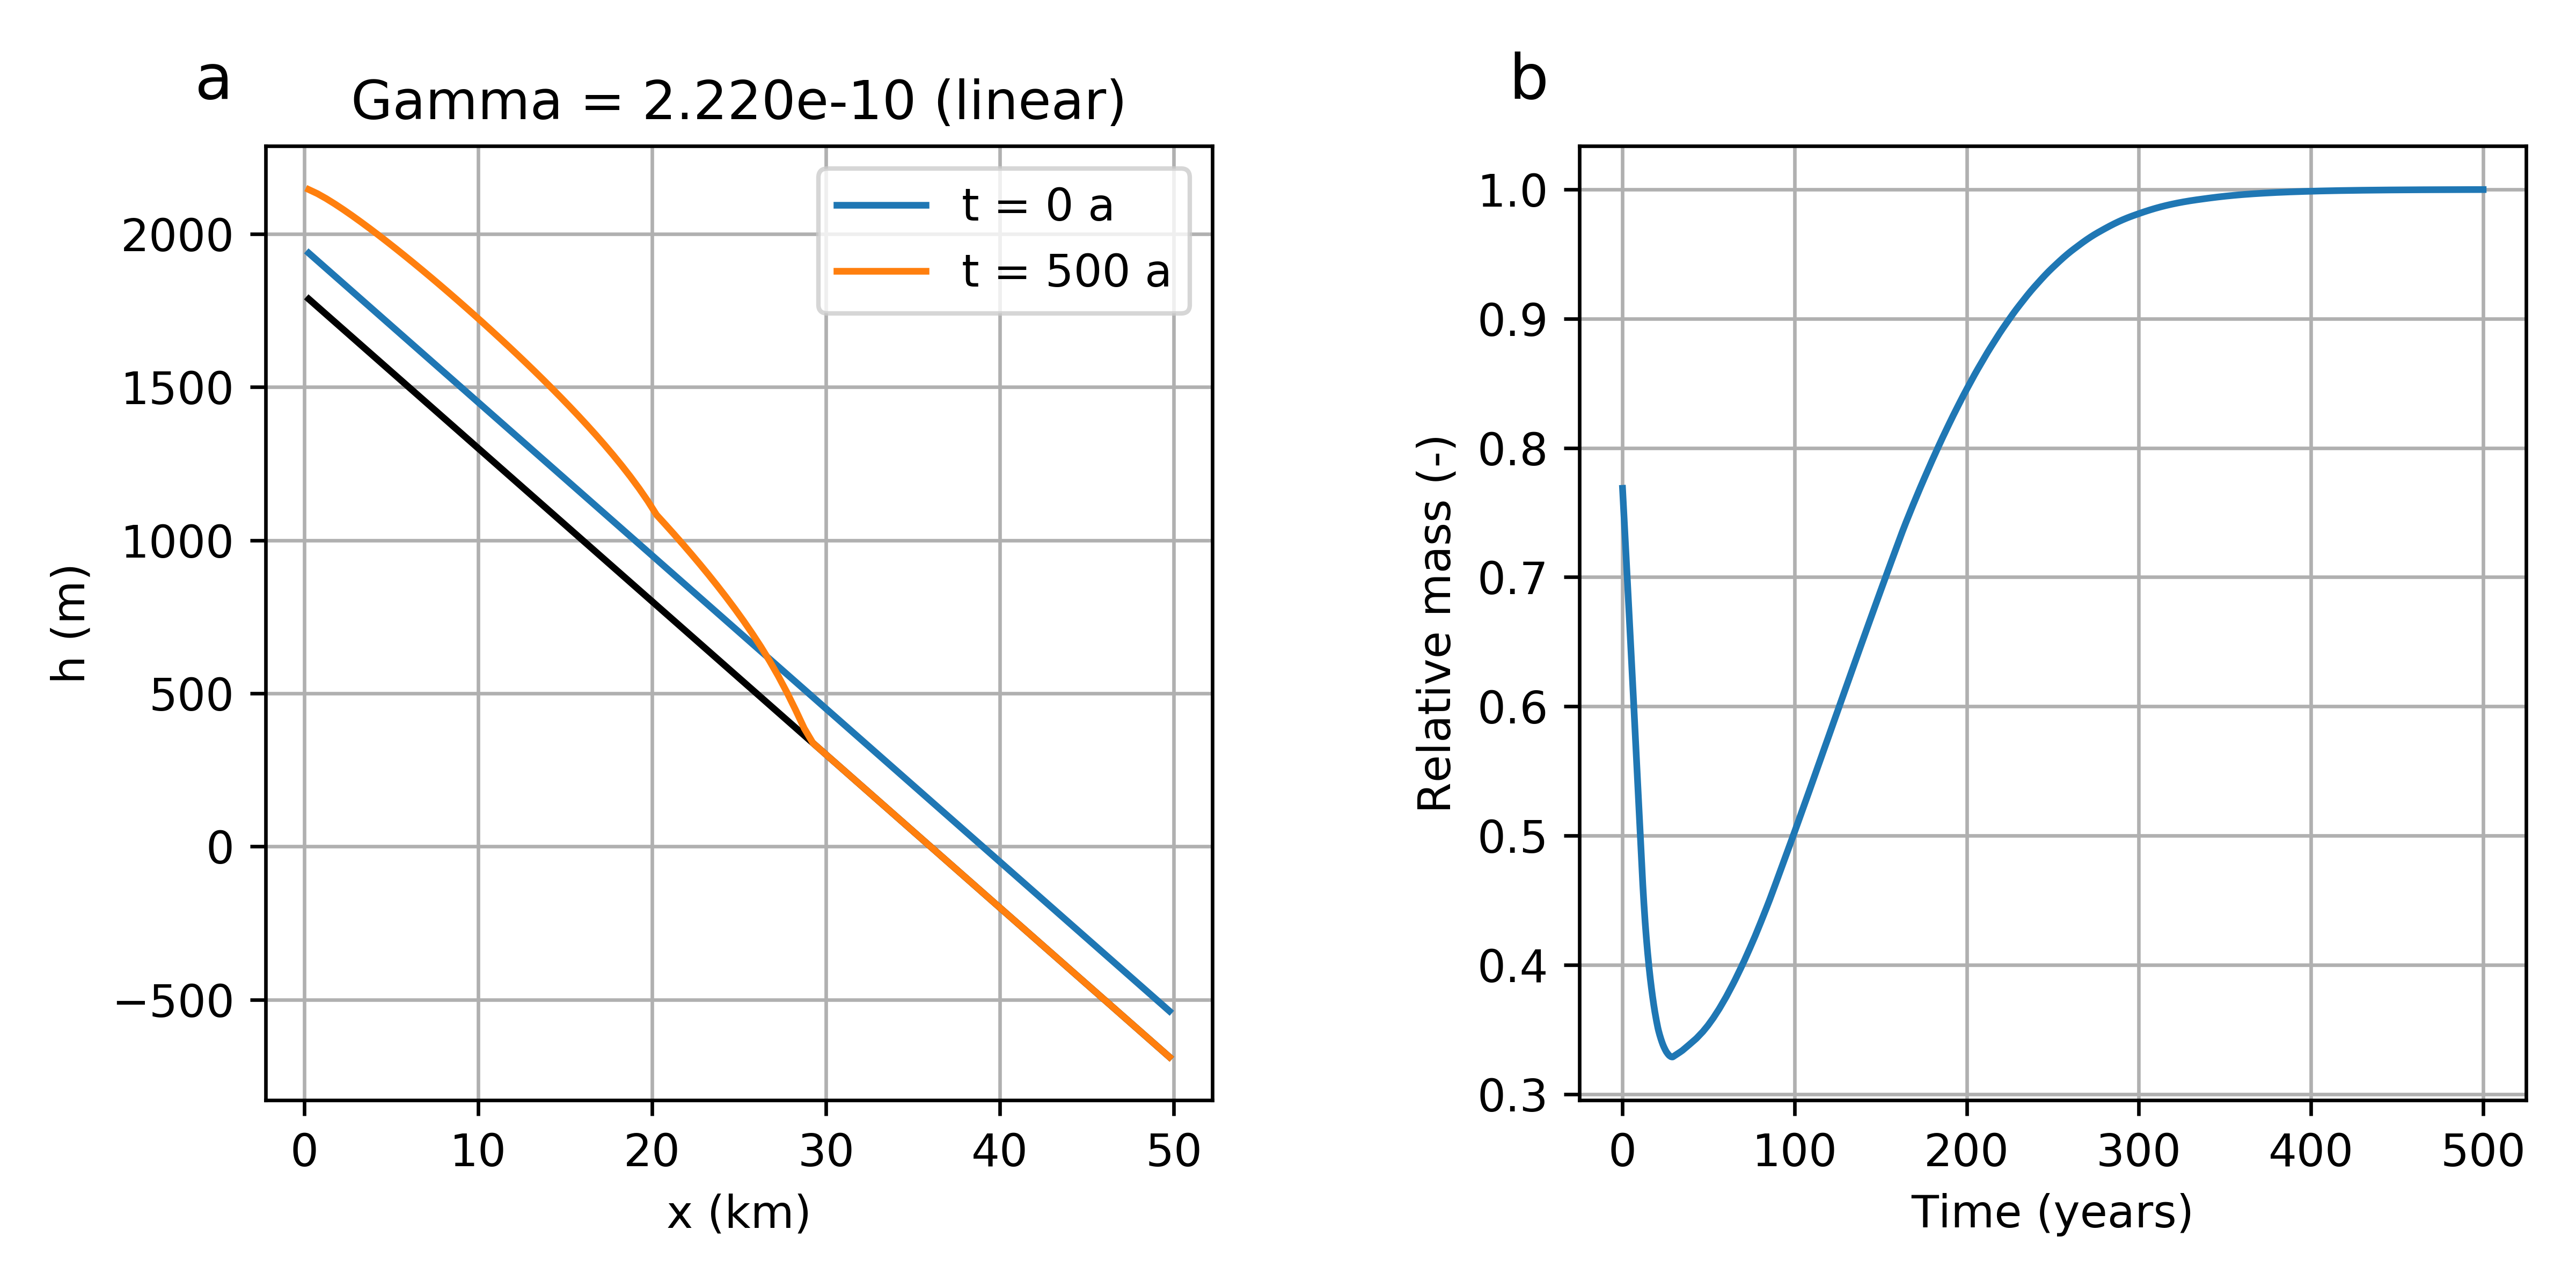 a
Gamma = 2.220e-10 (linear)
t = 0 a
t = 500 a
2000
1500
1000
500
0
−500
h (m)
0 10 20 30 40 50
x (km)
b
1.0
0.9
0.8
0.7
0.6
0.5
0.4
0.3
Relative mass (-)
0 100 200 300 400 500
Time (years)